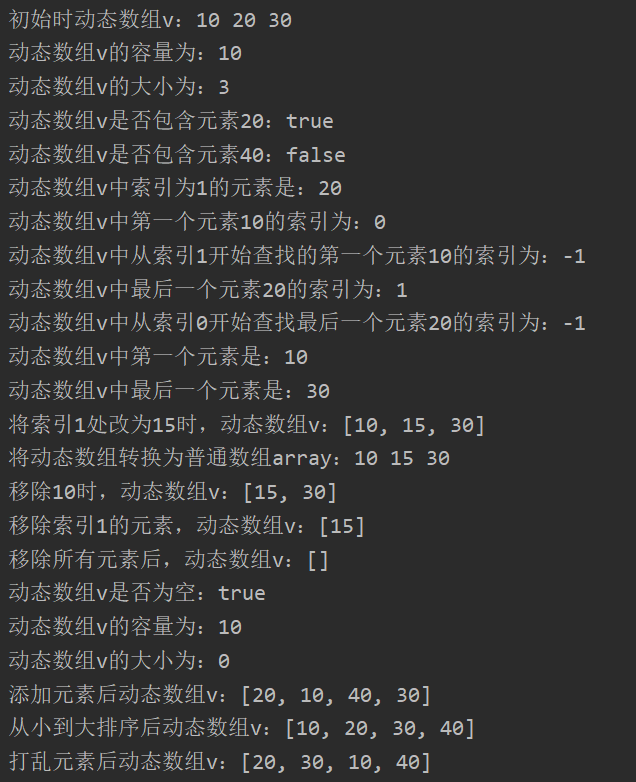 初始时动态数组v：10 20 30
动态数组v的容量为：10
动态数组v的大小为：3
动态数组v是否包含元素20：true
动态数组v是否包含元素40：false
动态数组v中索引为1的元素是：20
动态数组v中第一个元素10的索引为：0
动态数组v中从索引1开始查找的第一个元素10的索引为：-1
动态数组v中最后一个元素20的索引为：1
动态数组v中从索引0开始查找最后一个元素20的索引为：-1
动态数组v中第一个元素是：10
动态数组v中最后一个元素是：30
将索引1处改为15时，动态数组v：[10, 15, 30]
将动态数组转换为普通数组array：10 15 30
移除10时，动态数组v：[15, 30]
移除索引1的元素，动态数组v：[15]
移除所有元素后，动态数组v：[]
动态数组v是否为空：true
动态数组v的容量为：10
动态数组v的大小为：0
添加元素后动态数组v：[20, 10, 40, 30]
从小到大排序后动态数组v：[10, 20, 30, 40]
打乱元素后动态数组v：[20, 30, 10, 40]